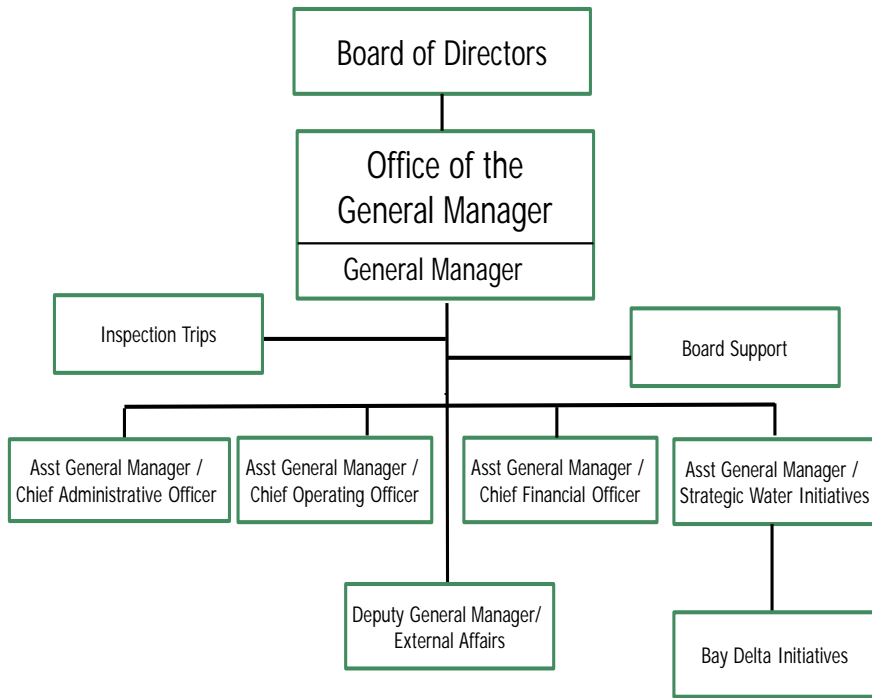 Board of Directors
Office of the
General Manager
General Manager
Inspection Trips
Board Support
Asst General Manager /
Chief Administrative Officer
Asst General Manager /
Chief Operating Officer
Asst General Manager /
Chief Financial Officer
Asst General Manager /
Strategic Water Initiatives
Deputy General Manager/
External Affairs
Bay Delta Initiatives